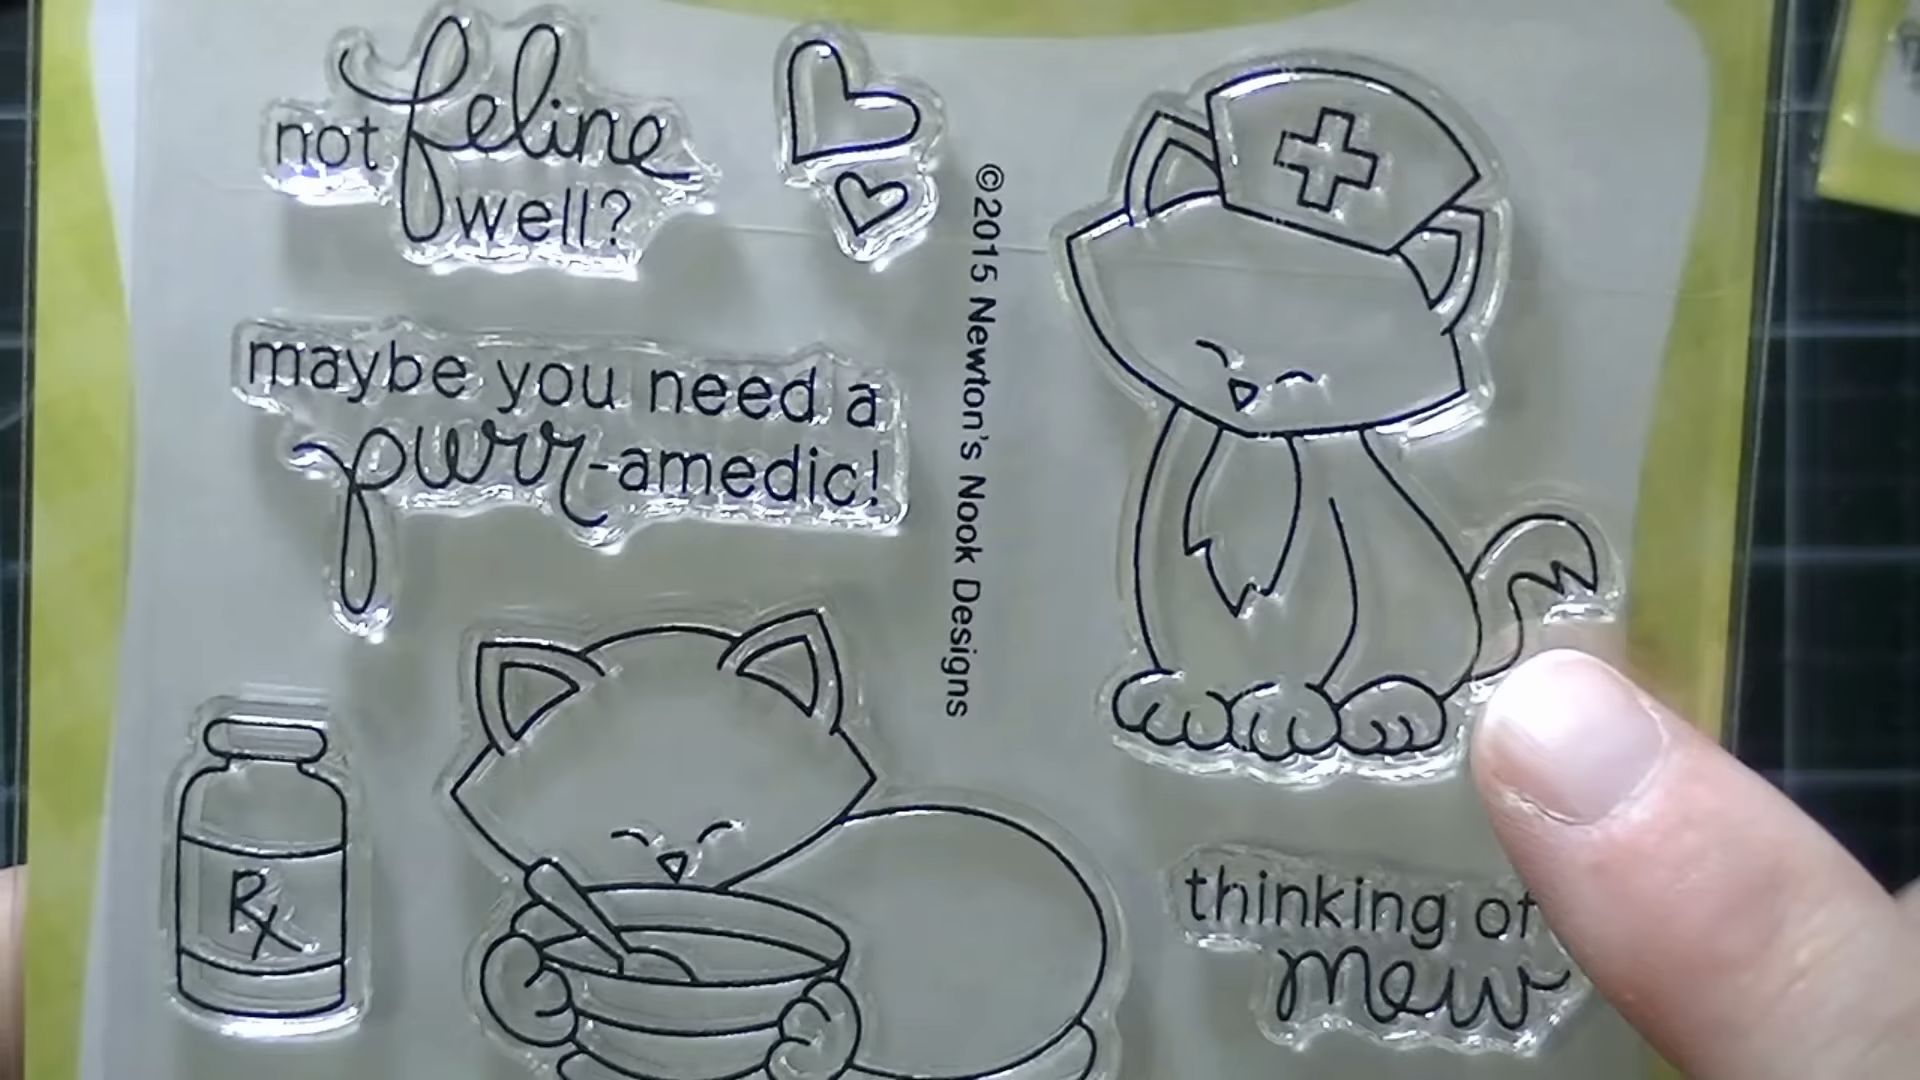 not feline
well?
maybe you need a
purr-amedic!
©2015 Newton's Nook Designs
Rx
thinking of
mew